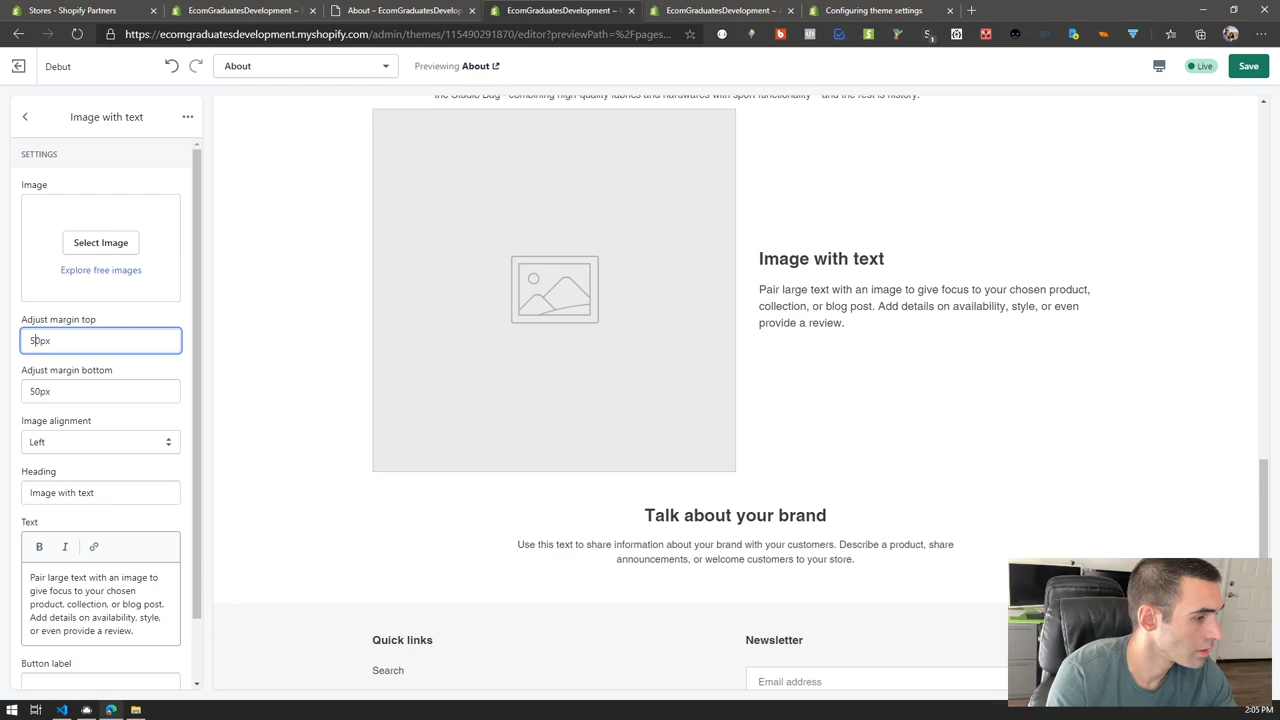 Stores - EcomGraduatesDevelop
EcomGraduatesDevelopment ~ De
About – EcomGraduatesDevelopm
EcomGraduatesDevelopment ~ De
EcomGraduatesDevelopment ~ Ed
Configuring theme settings
https://ecomgraduatesdevelopment.myshopify.com/admin/themes/115490291870/editor?previewPath=%2Fpages...
Debut
About
Previewing About
Live
Save
Image with text
SETTINGS
Image
Select Image
Explore free images
Adjust margin top
50px
Adjust margin bottom
50px
Image alignment
Left
Heading
Image with text
Text
B I
Pair large text with an image to
give focus to your chosen
product, collection, or blog post.
Add details on availability, style,
or even provide a review.
Button label
the Studio Bag - combining high-quality fabrics and hardwares with sport functionality – and the rest is history.
Image with text
Pair large text with an image to give focus to your chosen product,
collection, or blog post. Add details on availability, style, or even
provide a review.
Talk about your brand
Use this text to share information about your brand with your customers. Describe a product, share
announcements, or welcome customers to your store.
Quick links
Search
Newsletter
Email address
2:05 PM